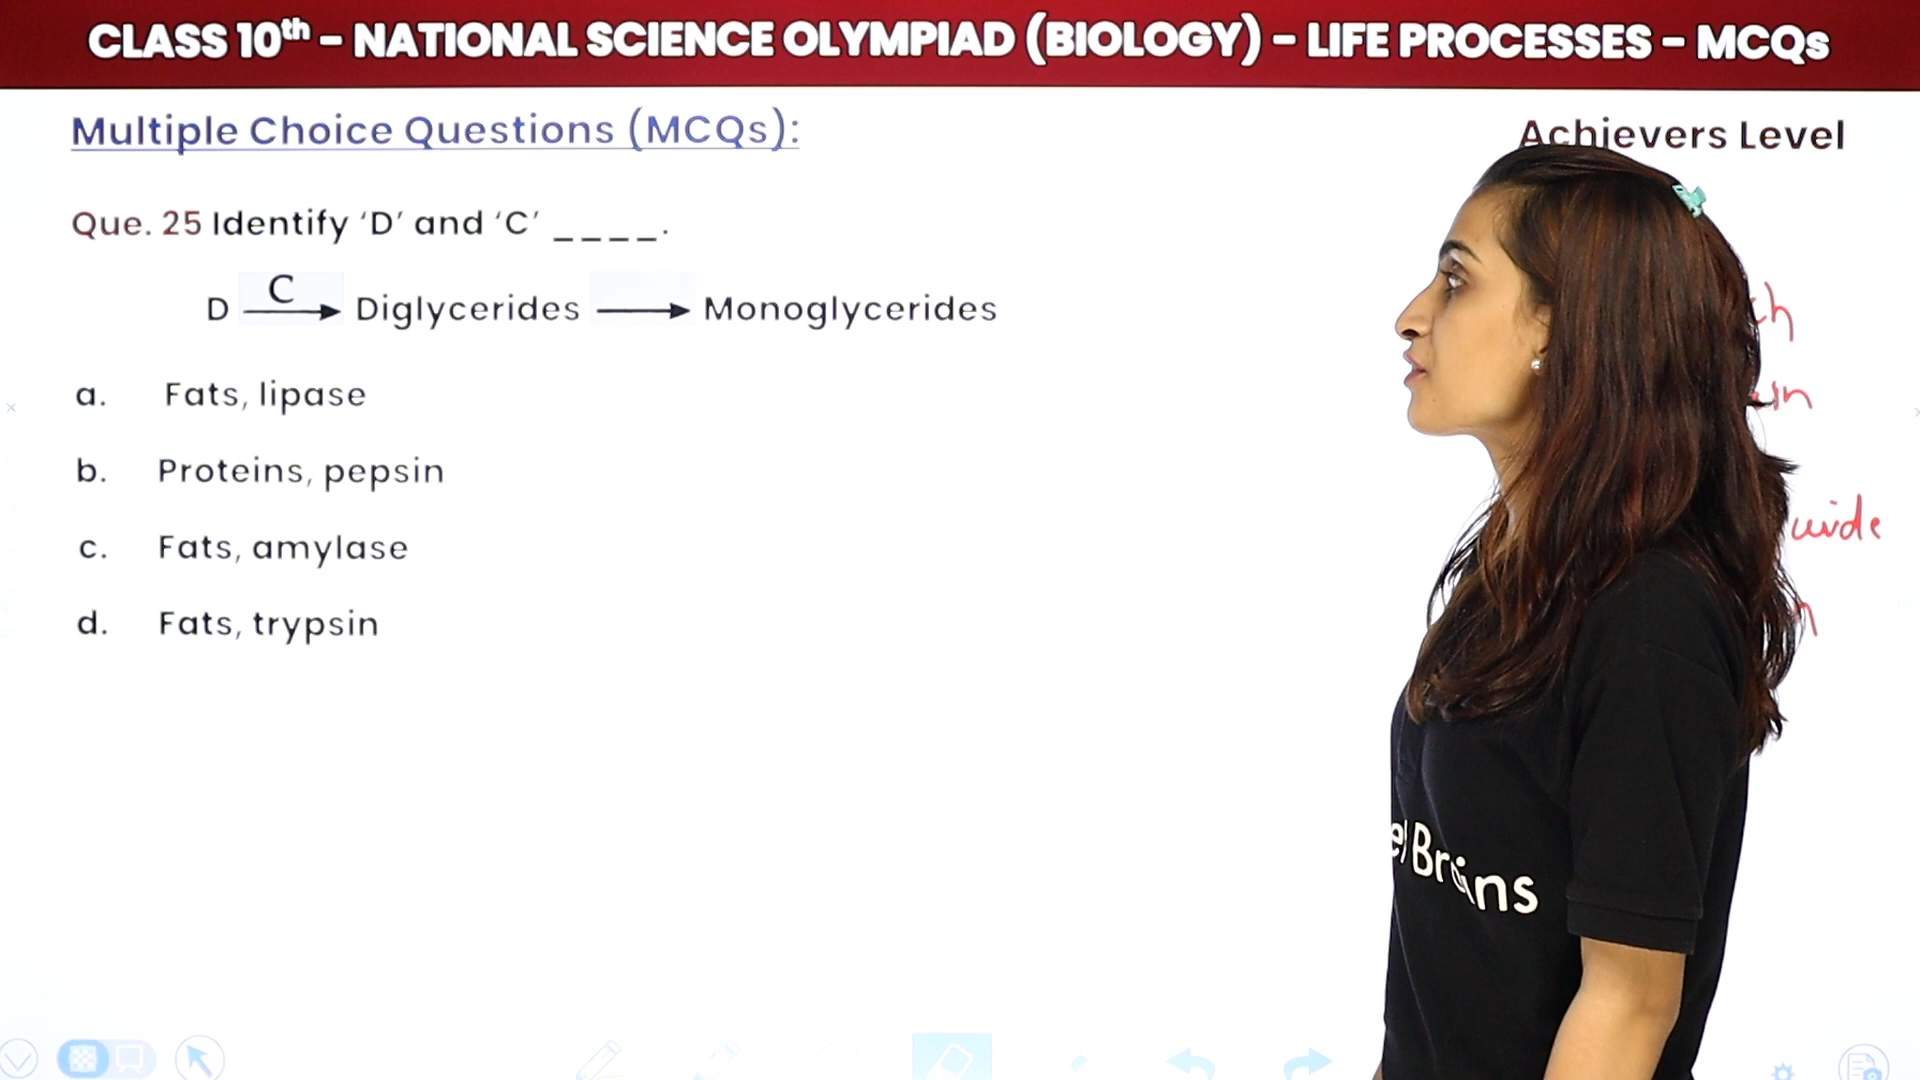 CLASS 10th - NATIONAL SCIENCE OLYMPIAD (BIOLOGY) - LIFE PROCESSES - MCQs
Multiple Choice Questions (MCQs):
Achievers Level
Que. 25 Identify ‘D’ and ‘C’ _ _ _ _.
D C Diglycerides Monoglycerides
a. Fats, lipase
b. Proteins, pepsin
c. Fats, amylase
d. Fats, trypsin
Brains